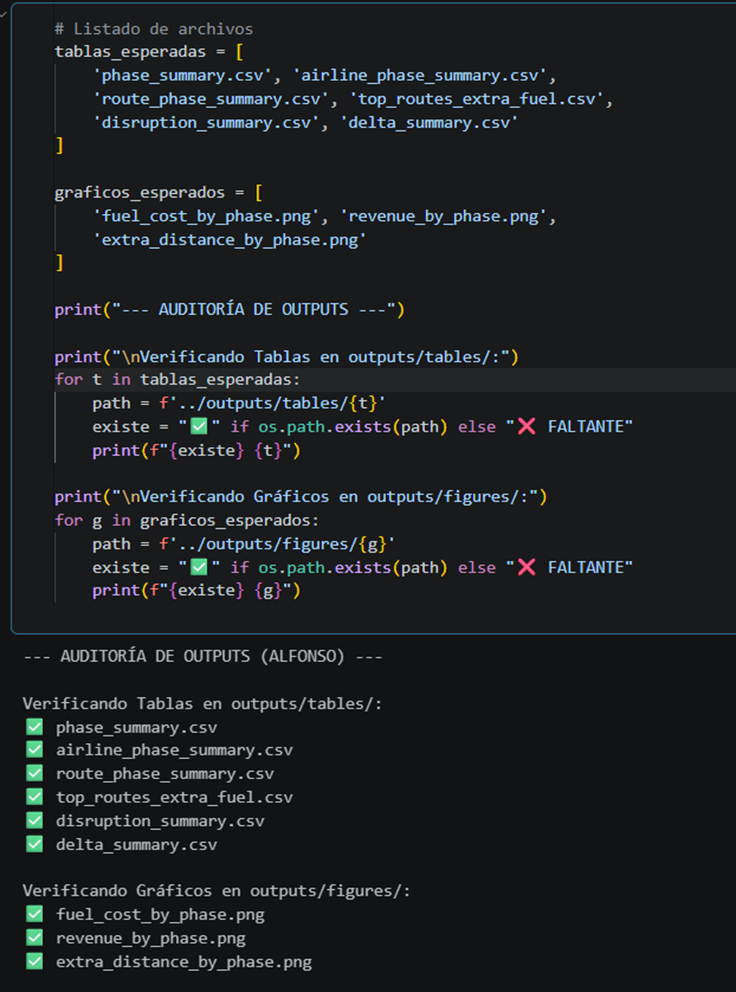 # Listado de archivos
tablas_esperadas = [
    'phase_summary.csv', 'airline_phase_summary.csv',
    'route_phase_summary.csv', 'top_routes_extra_fuel.csv',
    'disruption_summary.csv', 'delta_summary.csv'
]

graficos_esperados = [
    'fuel_cost_by_phase.png', 'revenue_by_phase.png',
    'extra_distance_by_phase.png'
]

print("--- AUDITORÍA DE OUTPUTS ---")

print("\nVerificando Tablas en outputs/tables/:")
for t in tablas_esperadas:
    path = f'../outputs/tables/{t}'
    existe = "✅" if os.path.exists(path) else "❌ FALTANTE"
    print(f"{existe} {t}")

print("\nVerificando Gráficos en outputs/figures/:")
for g in graficos_esperados:
    path = f'../outputs/figures/{g}'
    existe = "✅" if os.path.exists(path) else "❌ FALTANTE"
    print(f"{existe} {g}")

--- AUDITORÍA DE OUTPUTS (ALFONSO) ---

Verificando Tablas en outputs/tables/:
✅ phase_summary.csv
✅ airline_phase_summary.csv
✅ route_phase_summary.csv
✅ top_routes_extra_fuel.csv
✅ disruption_summary.csv
✅ delta_summary.csv

Verificando Gráficos en outputs/figures/:
✅ fuel_cost_by_phase.png
✅ revenue_by_phase.png
✅ extra_distance_by_phase.png